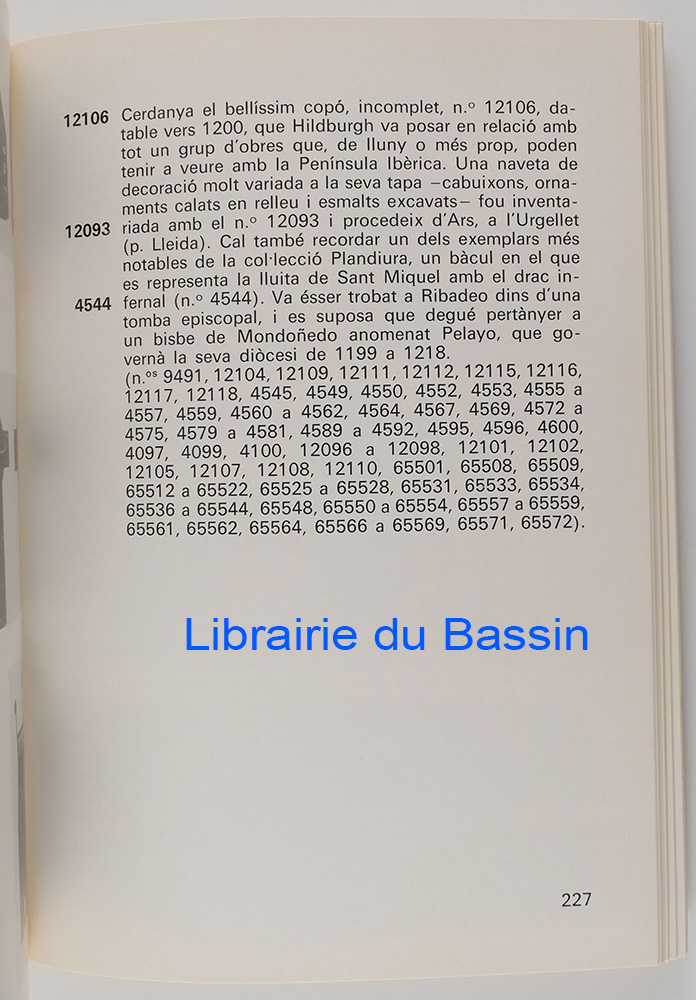 12106 Cerdanya el bellíssim copó, incomplet, n.º 12106, da-
table vers 1200, que Hildburgh va posar en relació amb
tot un grup d'obres que, de lluny o més prop, poden
tenir a veure amb la Península Ibèrica. Una naveta de
decoració molt variada a la seva tapa –cabuixons, orna-
ments calats en relleu i esmalts excavats– fou inventa-
12093 riada amb el n.º 12093 i procedeix d'Ars, a l'Urgellet
(p. Lleida). Cal també recordar un dels exemplars més
notables de la col·lecció Plandiura, un bàcul en el que
es representa la lluita de Sant Miquel amb el drac in-
4544 fernal (n.º 4544). Va ésser trobat a Ribadeo dins d'una
tomba episcopal, i es suposa que degué pertànyer a
un bisbe de Mondoñedo anomenat Pelayo, que go-
vernà la seva diòcesi de 1199 a 1218.
(n.ºs 9491, 12104, 12109, 12111, 12112, 12115, 12116,
12117, 12118, 4545, 4549, 4550, 4552, 4553, 4555 a
4557, 4559, 4560 a 4562, 4564, 4567, 4569, 4572 a
4575, 4579 a 4581, 4589 a 4592, 4595, 4596, 4600,
4097, 4099, 4100, 12096 a 12098, 12101, 12102,
12105, 12107, 12108, 12110, 65501, 65508, 65509,
65512 a 65522, 65525 a 65528, 65531, 65533, 65534,
65536 a 65544, 65548, 65550 a 65554, 65557 a 65559,
65561, 65562, 65564, 65566 a 65569, 65571, 65572).
Librairie du Bassin
227